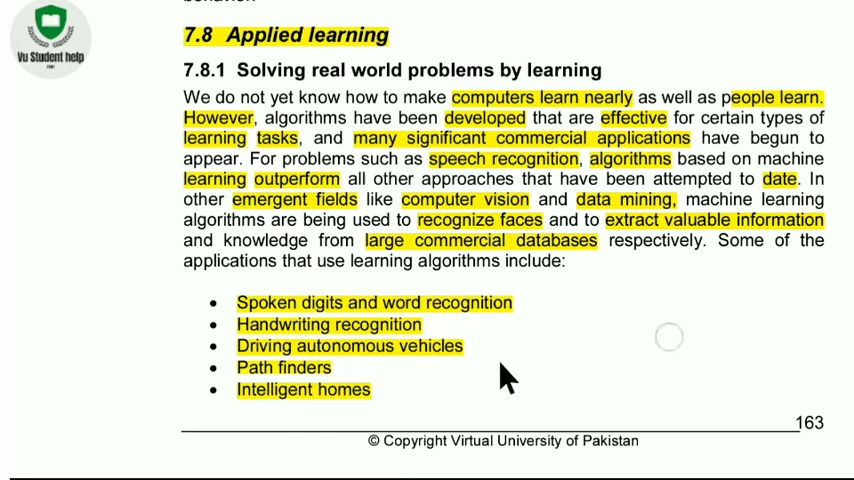 7.8 Applied learning
7.8.1 Solving real world problems by learning
We do not yet know how to make computers learn nearly as well as people learn.
However, algorithms have been developed that are effective for certain types of
learning tasks, and many significant commercial applications have begun to
appear. For problems such as speech recognition, algorithms based on machine
learning outperform all other approaches that have been attempted to date. In
other emergent fields like computer vision and data mining, machine learning
algorithms are being used to recognize faces and to extract valuable information
and knowledge from large commercial databases respectively. Some of the
applications that use learning algorithms include:
• Spoken digits and word recognition
• Handwriting recognition
• Driving autonomous vehicles
• Path finders
• Intelligent homes
163
© Copyright Virtual University of Pakistan
Vu Student help